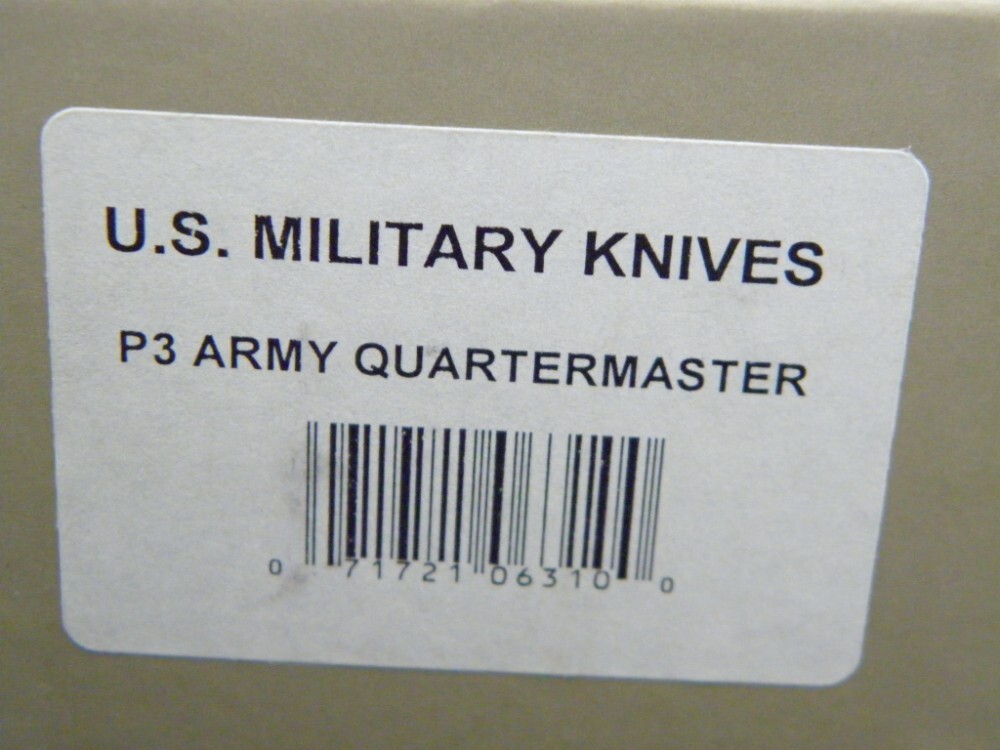 U.S. MILITARY KNIVES
P3 ARMY QUARTERMASTER
0 71721 06310 0